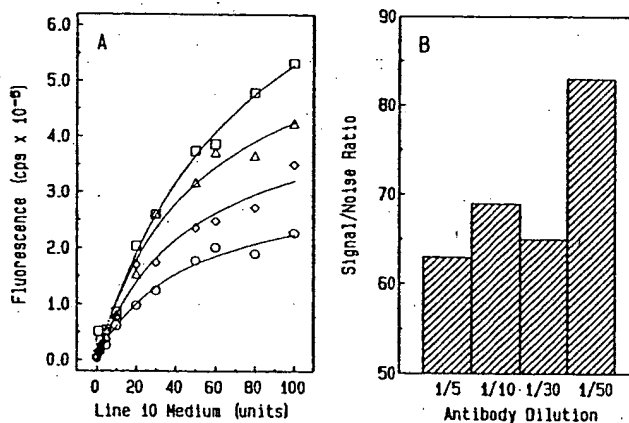 A
Fluorescence (cps x 10⁻⁵)
6.0
5.0
4.0
3.0
2.0
1.0
0.0
0 20 40 60 80 100
Line 10 Medium (units)
B
Signal/Noise Ratio
90
80
70
60
50
1/5 1/10 1/30 1/50
Antibody Dilution